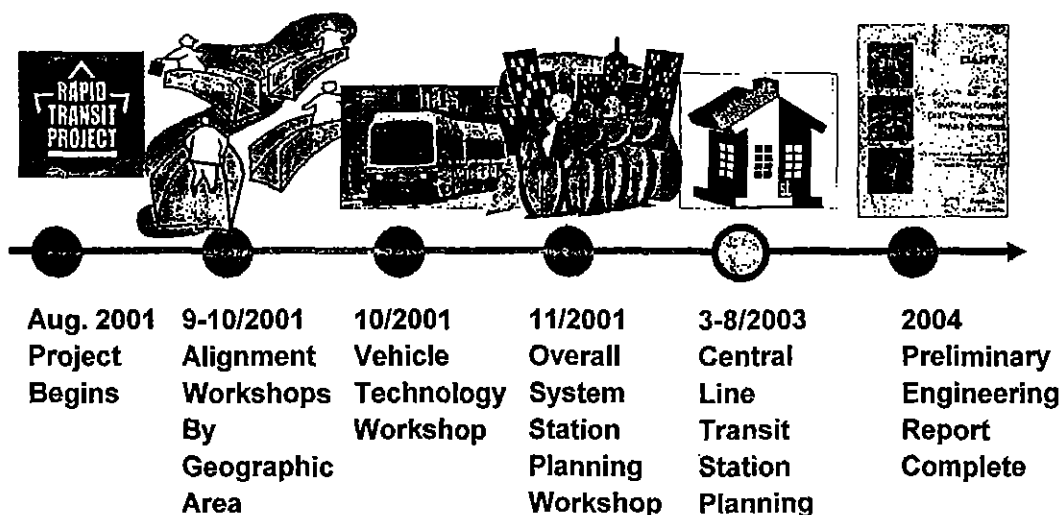 RAPID
TRANSIT
PROJECT
DART
Aug. 2001
Project
Begins
9-10/2001
Alignment
Workshops
By
Geographic
Area
10/2001
Vehicle
Technology
Workshop
11/2001
Overall
System
Station
Planning
Workshop
3-8/2003
Central
Line
Transit
Station
Planning
2004
Preliminary
Engineering
Report
Complete